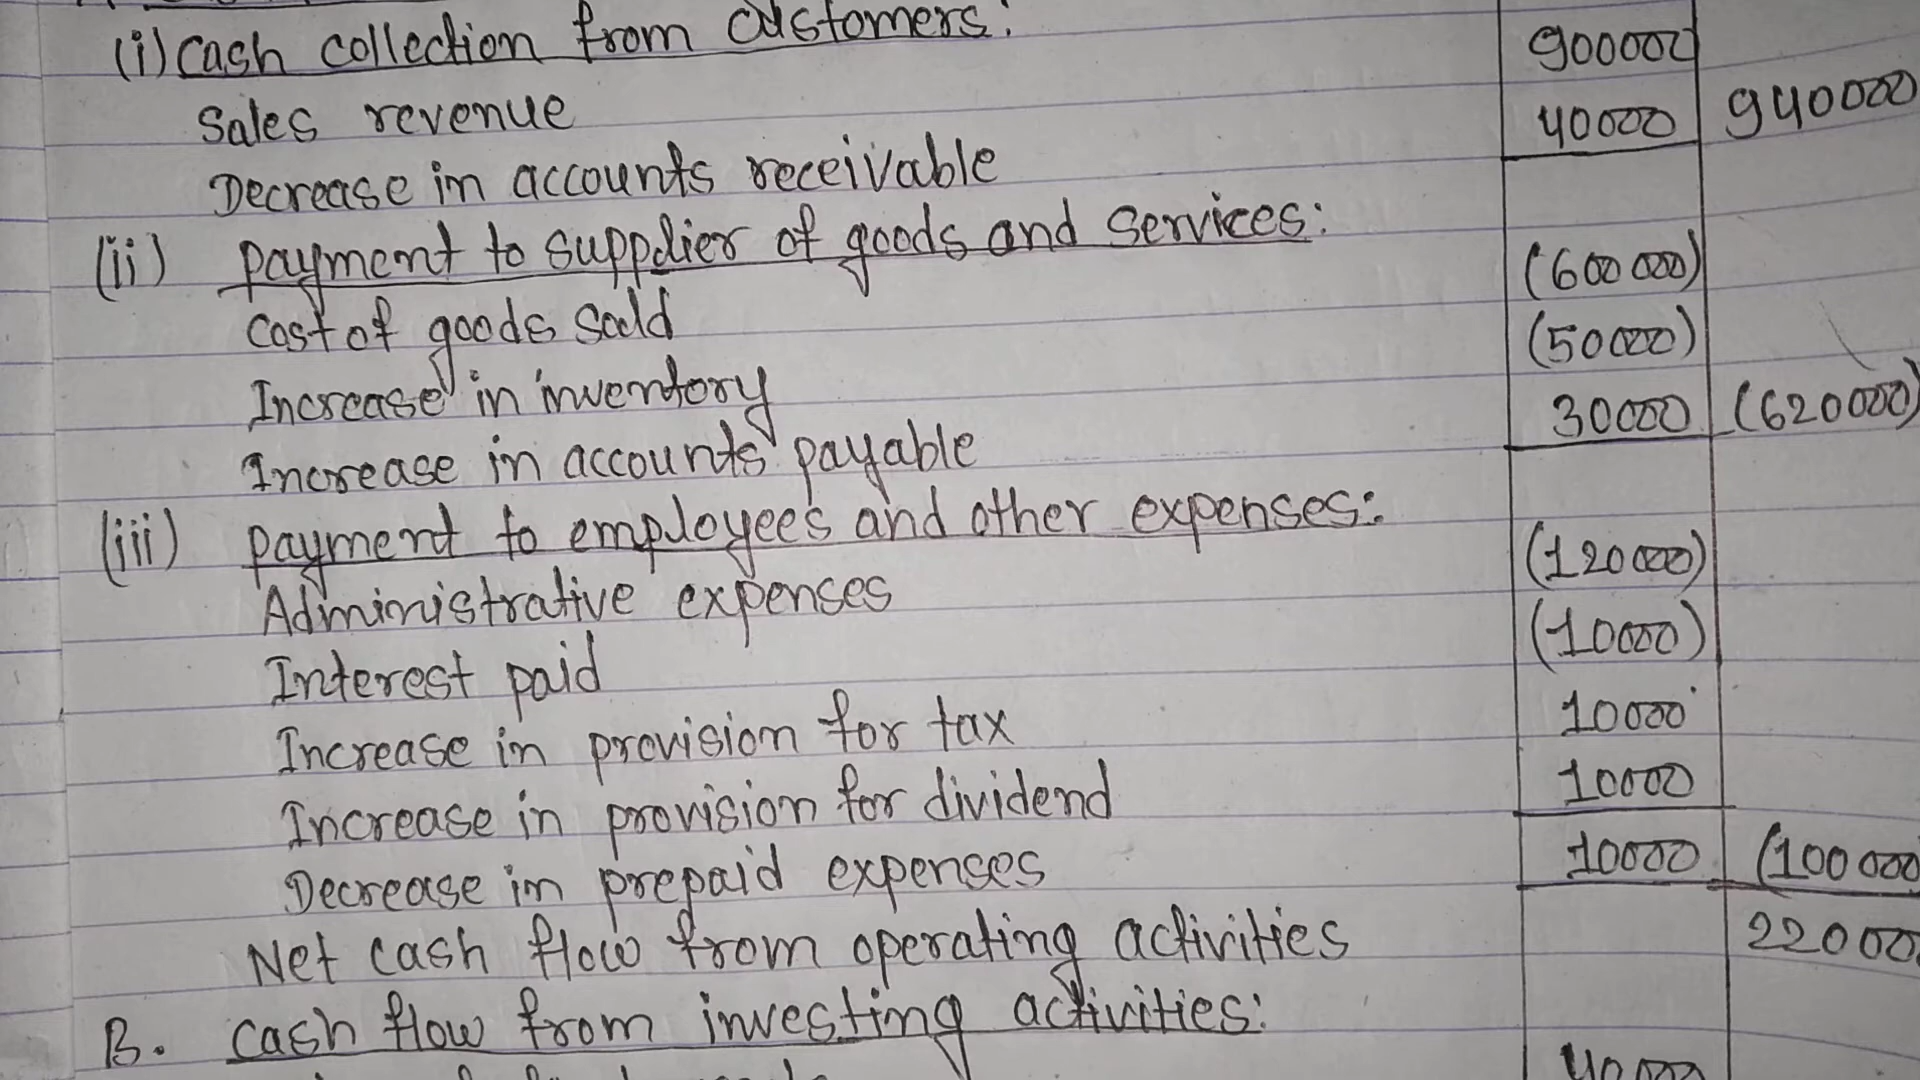 (i) Cash collection from customers:
900000
Sales revenue
40000 940000
Decrease in accounts receivable
(ii) payment to supplier of goods and services:
(600000)
Cost of goods sold
(50000)
Increase in inventory
30000 (620000)
Increase in accounts payable
(iii) payment to employees and other expenses:
(120000)
Administrative expenses
(10000)
Interest paid
10000
Increase in provision for tax
10000
Increase in provision for dividend
10000 (100000
Decrease in prepaid expenses
Net cash flow from operating activities
22000
B. cash flow from investing activities:
40000